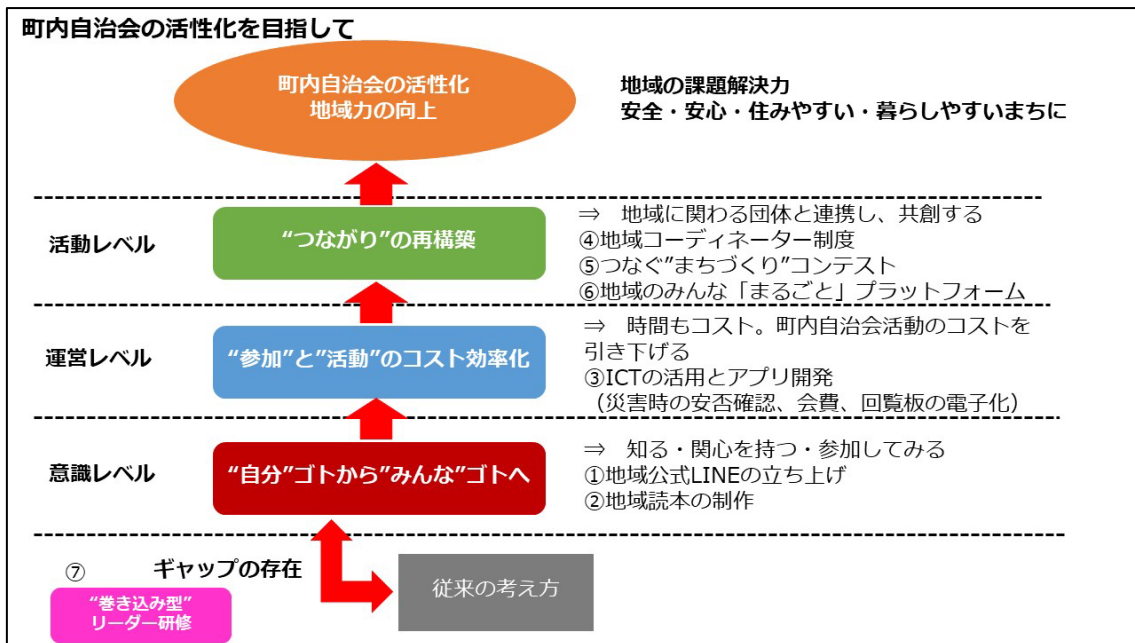 町内自治会の活性化を目指して
町内自治会の活性化
地域力の向上
地域の課題解決力
安全・安心・住みやすい・暮らしやすいまちに
活動レベル
“つながり”の再構築
⇒　地域に関わる団体と連携し、共創する
④地域コーディネーター制度
⑤つなぐ”まちづくり”コンテスト
⑥地域のみんな「まるごと」プラットフォーム
運営レベル
“参加”と”活動”のコスト効率化
⇒　時間もコスト。町内自治会活動のコストを
引き下げる
③ICTの活用とアプリ開発
（災害時の安否確認、会費、回覧板の電子化）
意識レベル
“自分”ゴトから”みんな”ゴトへ
⇒　知る・関心を持つ・参加してみる
①地域公式LINEの立ち上げ
②地域読本の制作
⑦
ギャップの存在
“巻き込み型”
リーダー研修
従来の考え方